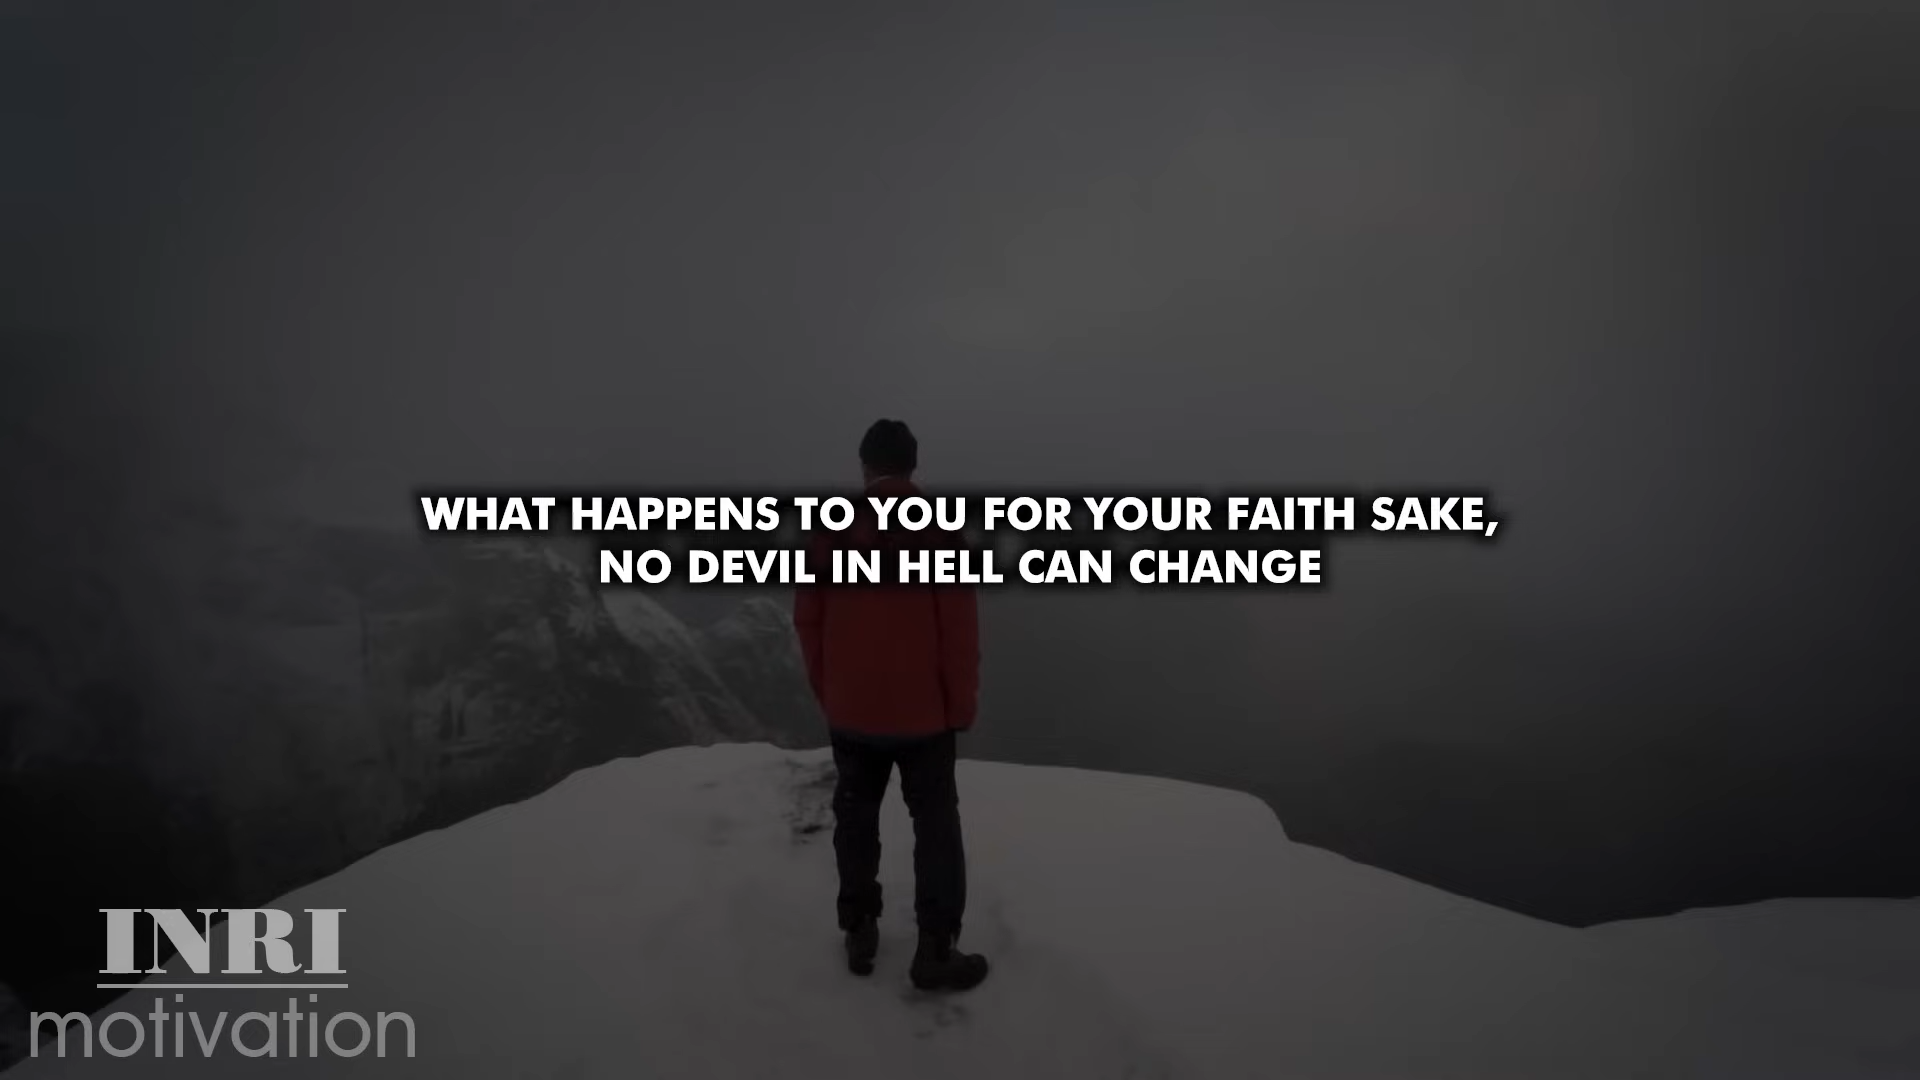 WHAT HAPPENS TO YOU FOR YOUR FAITH SAKE,
NO DEVIL IN HELL CAN CHANGE
INRI
motivation